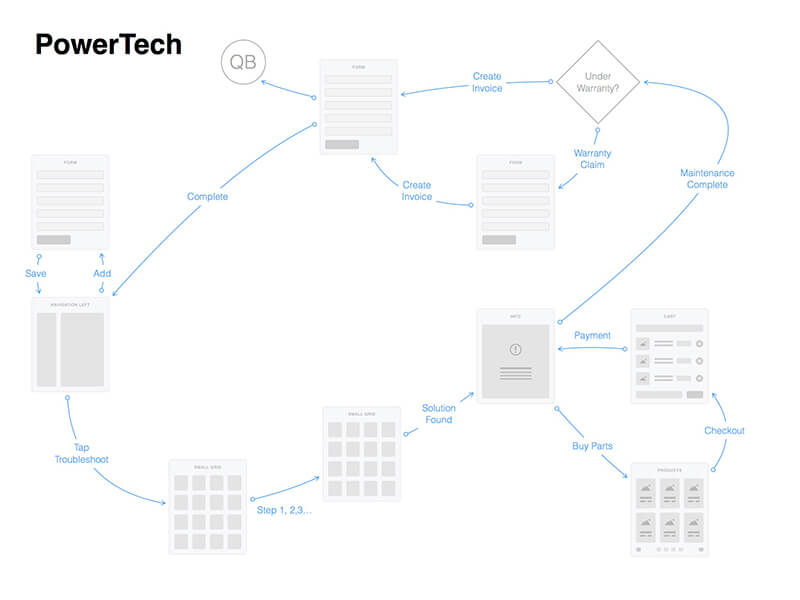 PowerTech
QB
FORM
Create
Invoice
Under
Warranty?
Warranty
Claim
Maintenance
Complete
FORM
Complete
Create
Invoice
FORM
Save
Add
NAVIGATION LEFT
INFO
CART
Payment
Solution
Found
SMALL GRID
Checkout
Buy Parts
Tap
Troubleshoot
SMALL GRID
PRODUCTS
Step 1, 2,3...